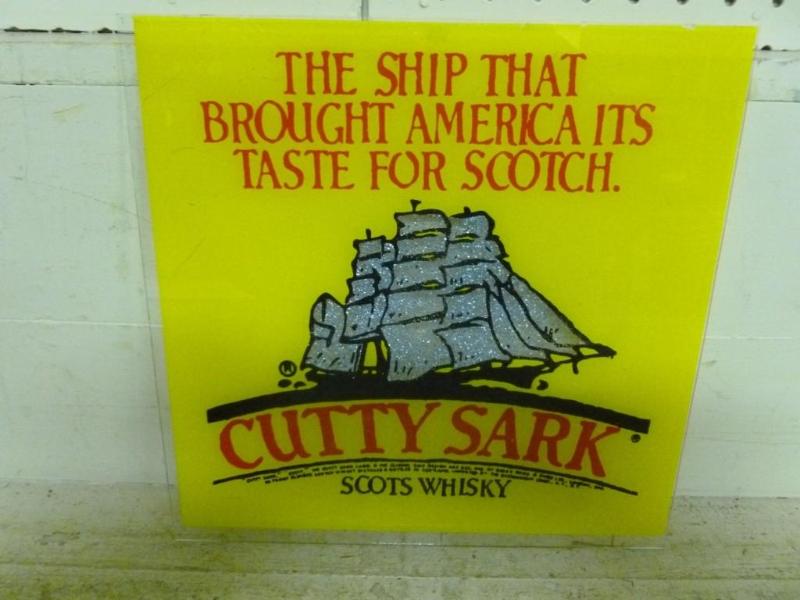 THE SHIP THAT
BROUGHT AMERICA ITS
TASTE FOR SCOTCH.
®
CUTTY SARK®
SCOTS WHISKY